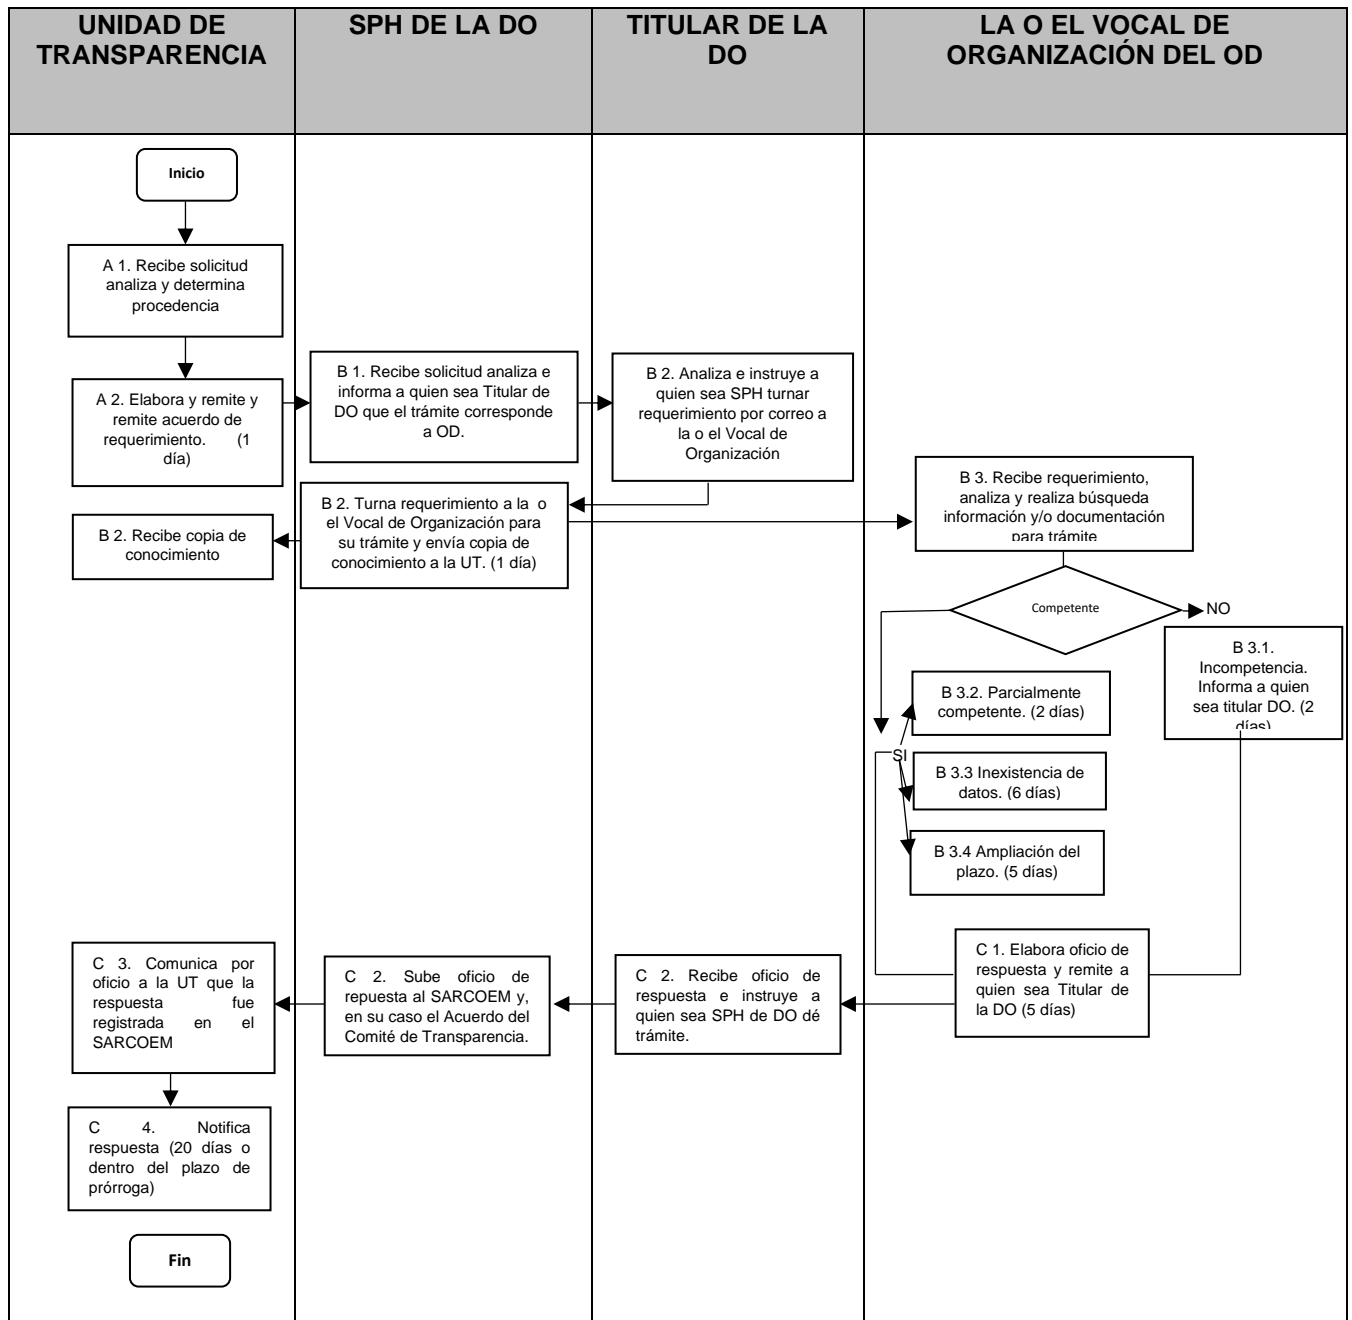 UNIDAD DE
TRANSPARENCIA
SPH DE LA DO
TITULAR DE LA
DO
LA O EL VOCAL DE
ORGANIZACIÓN DEL OD
Inicio
A 1. Recibe solicitud
analiza y determina
procedencia
A 2. Elabora y remite y
remite acuerdo de
requerimiento. (1
día)
B 1. Recibe solicitud analiza e
informa a quien sea Titular de
DO que el trámite corresponde
a OD.
B 2. Analiza e instruye a
quien sea SPH turnar
requerimiento por correo a
la o el Vocal de
Organización
B 2. Turna requerimiento a la o
el Vocal de Organización para
su trámite y envía copia de
conocimiento a la UT. (1 día)
B 2. Recibe copia de
conocimiento
B 3. Recibe requerimiento,
analiza y realiza búsqueda
información y/o documentación
para trámite
Competente
NO
B 3.1.
Incompetencia.
Informa a quien
sea titular DO. (2
días)
B 3.2. Parcialmente
competente. (2 días)
SI
B 3.3 Inexistencia de
datos. (6 días)
B 3.4 Ampliación del
plazo. (5 días)
C 1. Elabora oficio de
respuesta y remite a
quien sea Titular de
la DO (5 días)
C 2. Recibe oficio de
respuesta e instruye a
quien sea SPH de DO dé
trámite.
C 2. Sube oficio de
repuesta al SARCOEM y,
en su caso el Acuerdo del
Comité de Transparencia.
C 3. Comunica por
oficio a la UT que la
respuesta fue
registrada en el
SARCOEM
C 4. Notifica
respuesta (20 días o
dentro del plazo de
prórroga)
Fin